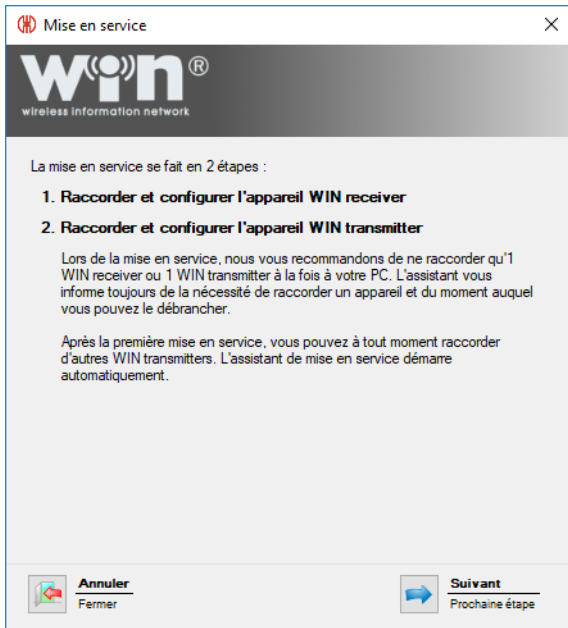 Mise en service
WIN®
wireless information network
La mise en service se fait en 2 étapes :
1. Raccorder et configurer l'appareil WIN receiver
2. Raccorder et configurer l'appareil WIN transmitter
Lors de la mise en service, nous vous recommandons de ne raccorder qu'1
WIN receiver ou 1 WIN transmitter à la fois à votre PC. L'assistant vous
informe toujours de la nécessité de raccorder un appareil et du moment auquel
vous pouvez le débrancher.
Après la première mise en service, vous pouvez à tout moment raccorder
d'autres WIN transmitters. L'assistant de mise en service démarre
automatiquement.
Annuler
Fermer
Suivant
Prochaine étape